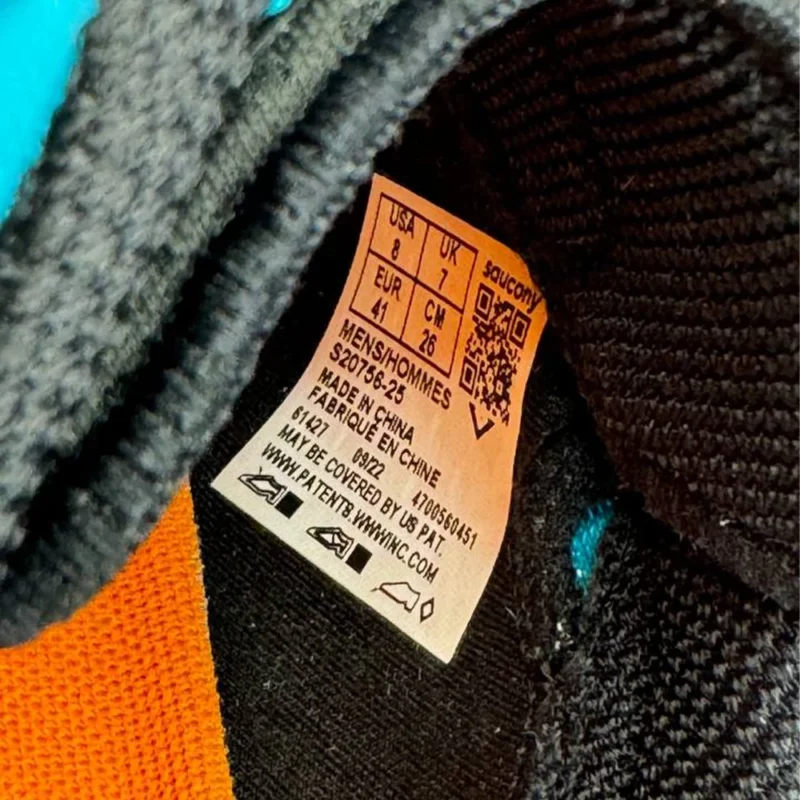 USA UK
8 7
EUR CM
41 26
saucony
MENS/HOMMES
S20756-25
MADE IN CHINA
FABRIQUÉ EN CHINE
61427 09/22 4700560451
MAY BE COVERED BY US PAT.
WWW.PATENTS.WWWINC.COM